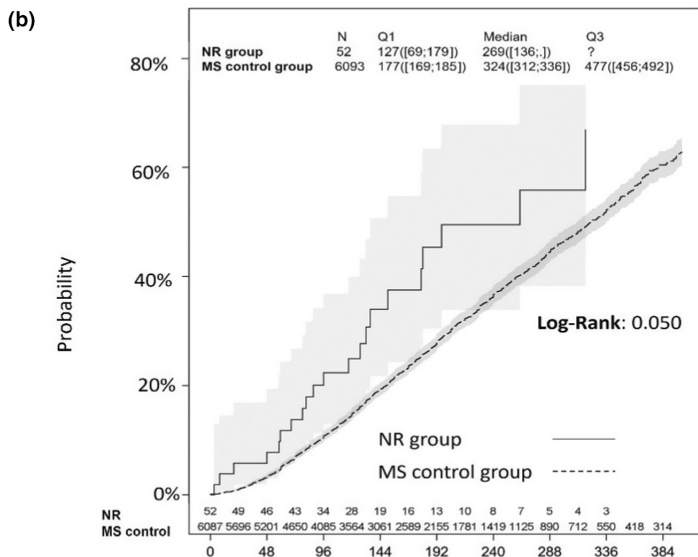 (b)
N Q1 Median Q3
NR group 52 127([69;179]) 269([136;.]) ?
MS control group 6093 177([169;185]) 324([312;336]) 477([456;492])
80%
60%
40%
20%
0%
Probability
Log-Rank: 0.050
NR group
MS control group
NR 52 49 46 43 34 28 19 16 13 10 8 7 5 4 3
MS control 6087 5696 5201 4650 4085 3564 3061 2589 2155 1781 1419 1125 890 712 550 418 314
0 48 96 144 192 240 288 336 384